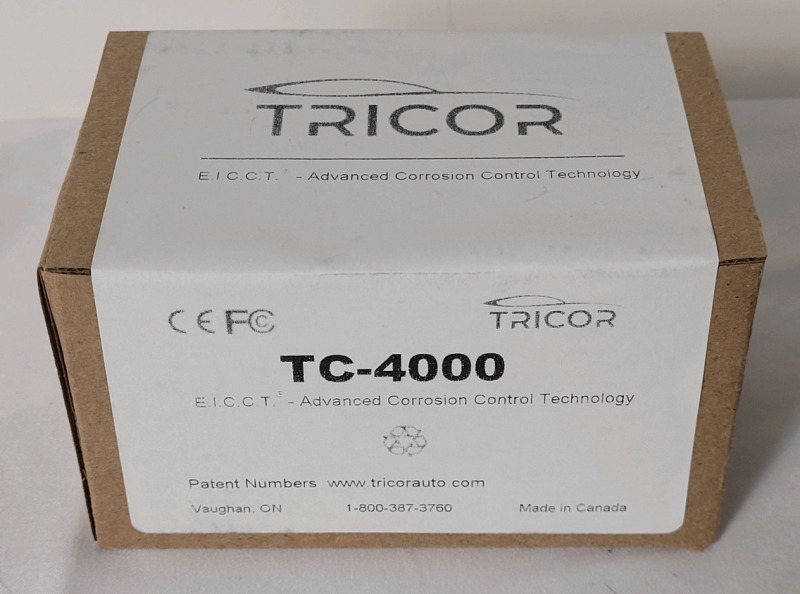 TRICOR
E.I.C.C.T.® - Advanced Corrosion Control Technology
CE FC
TRICOR
TC-4000
E.I.C.C.T.® - Advanced Corrosion Control Technology
Patent Numbers www.tricorauto.com
Vaughan, ON 1-800-387-3760 Made in Canada